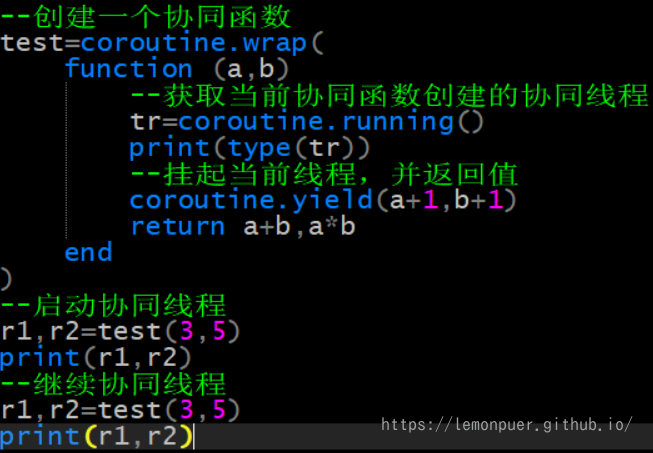 --创建一个协同函数
test=coroutine.wrap(
    function (a,b)
        --获取当前协同函数创建的协同线程
        tr=coroutine.running()
        print(type(tr))
        --挂起当前线程，并返回值
        coroutine.yield(a+1,b+1)
        return a+b,a*b
    end
)
--启动协同线程
r1,r2=test(3,5)
print(r1,r2)
--继续协同线程
r1,r2=test(3,5)
print(r1,r2)
https://lemonpuer.github.io/